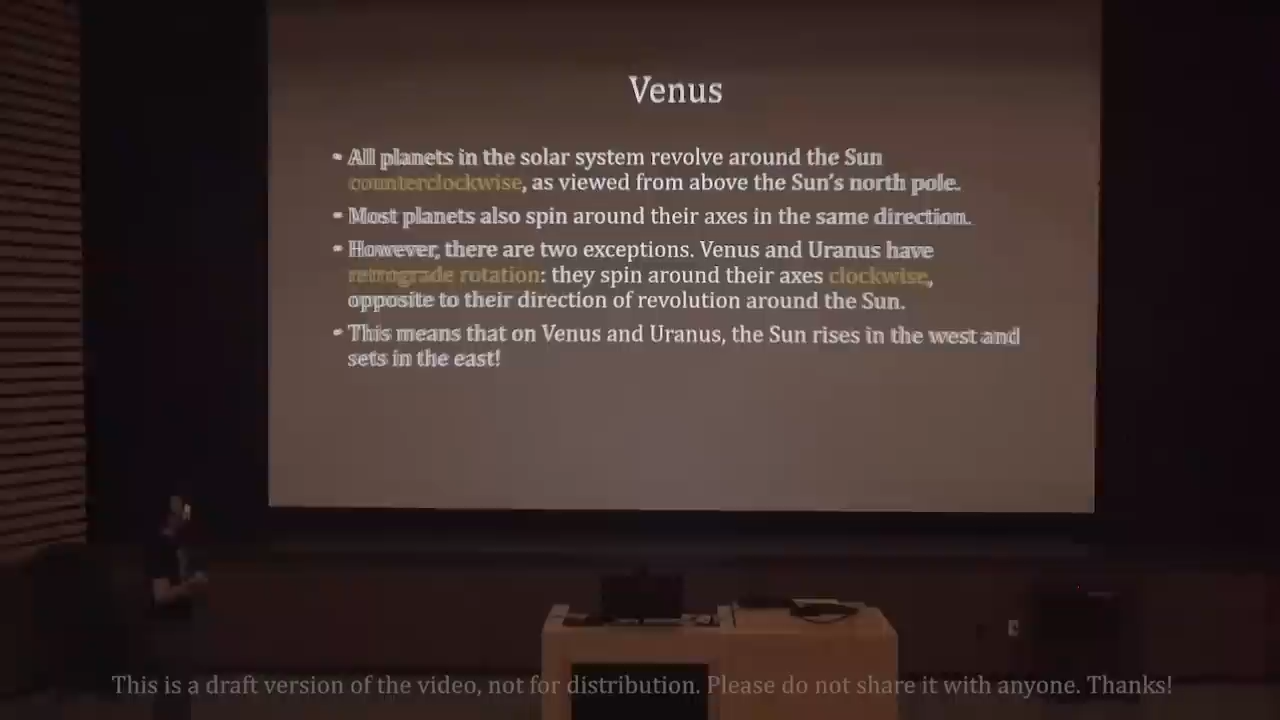 Venus
• All planets in the solar system revolve around the Sun
counterclockwise, as viewed from above the Sun's north pole.
• Most planets also spin around their axes in the same direction.
• However, there are two exceptions. Venus and Uranus have
retrograde rotation: they spin around their axes clockwise,
opposite to their direction of revolution around the Sun.
• This means that on Venus and Uranus, the Sun rises in the west and
sets in the east!
This is a draft version of the video, not for distribution. Please do not share it with anyone. Thanks!